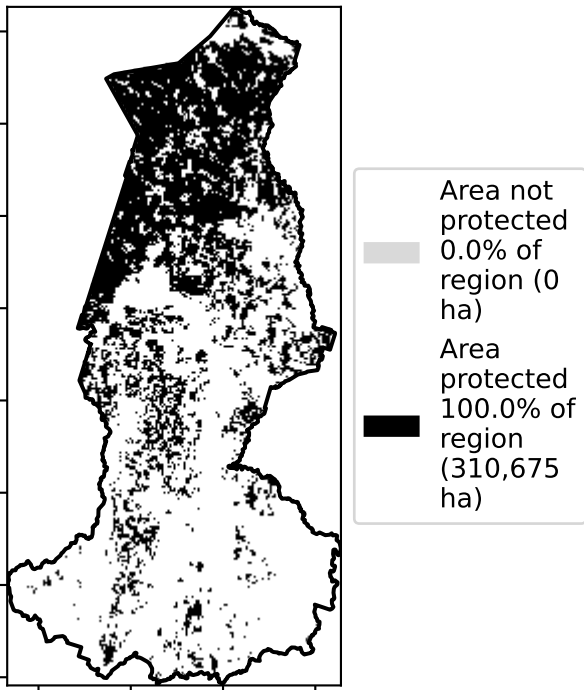 Area not
protected
0.0% of
region (0
ha)
Area
protected
100.0% of
region
(310,675
ha)